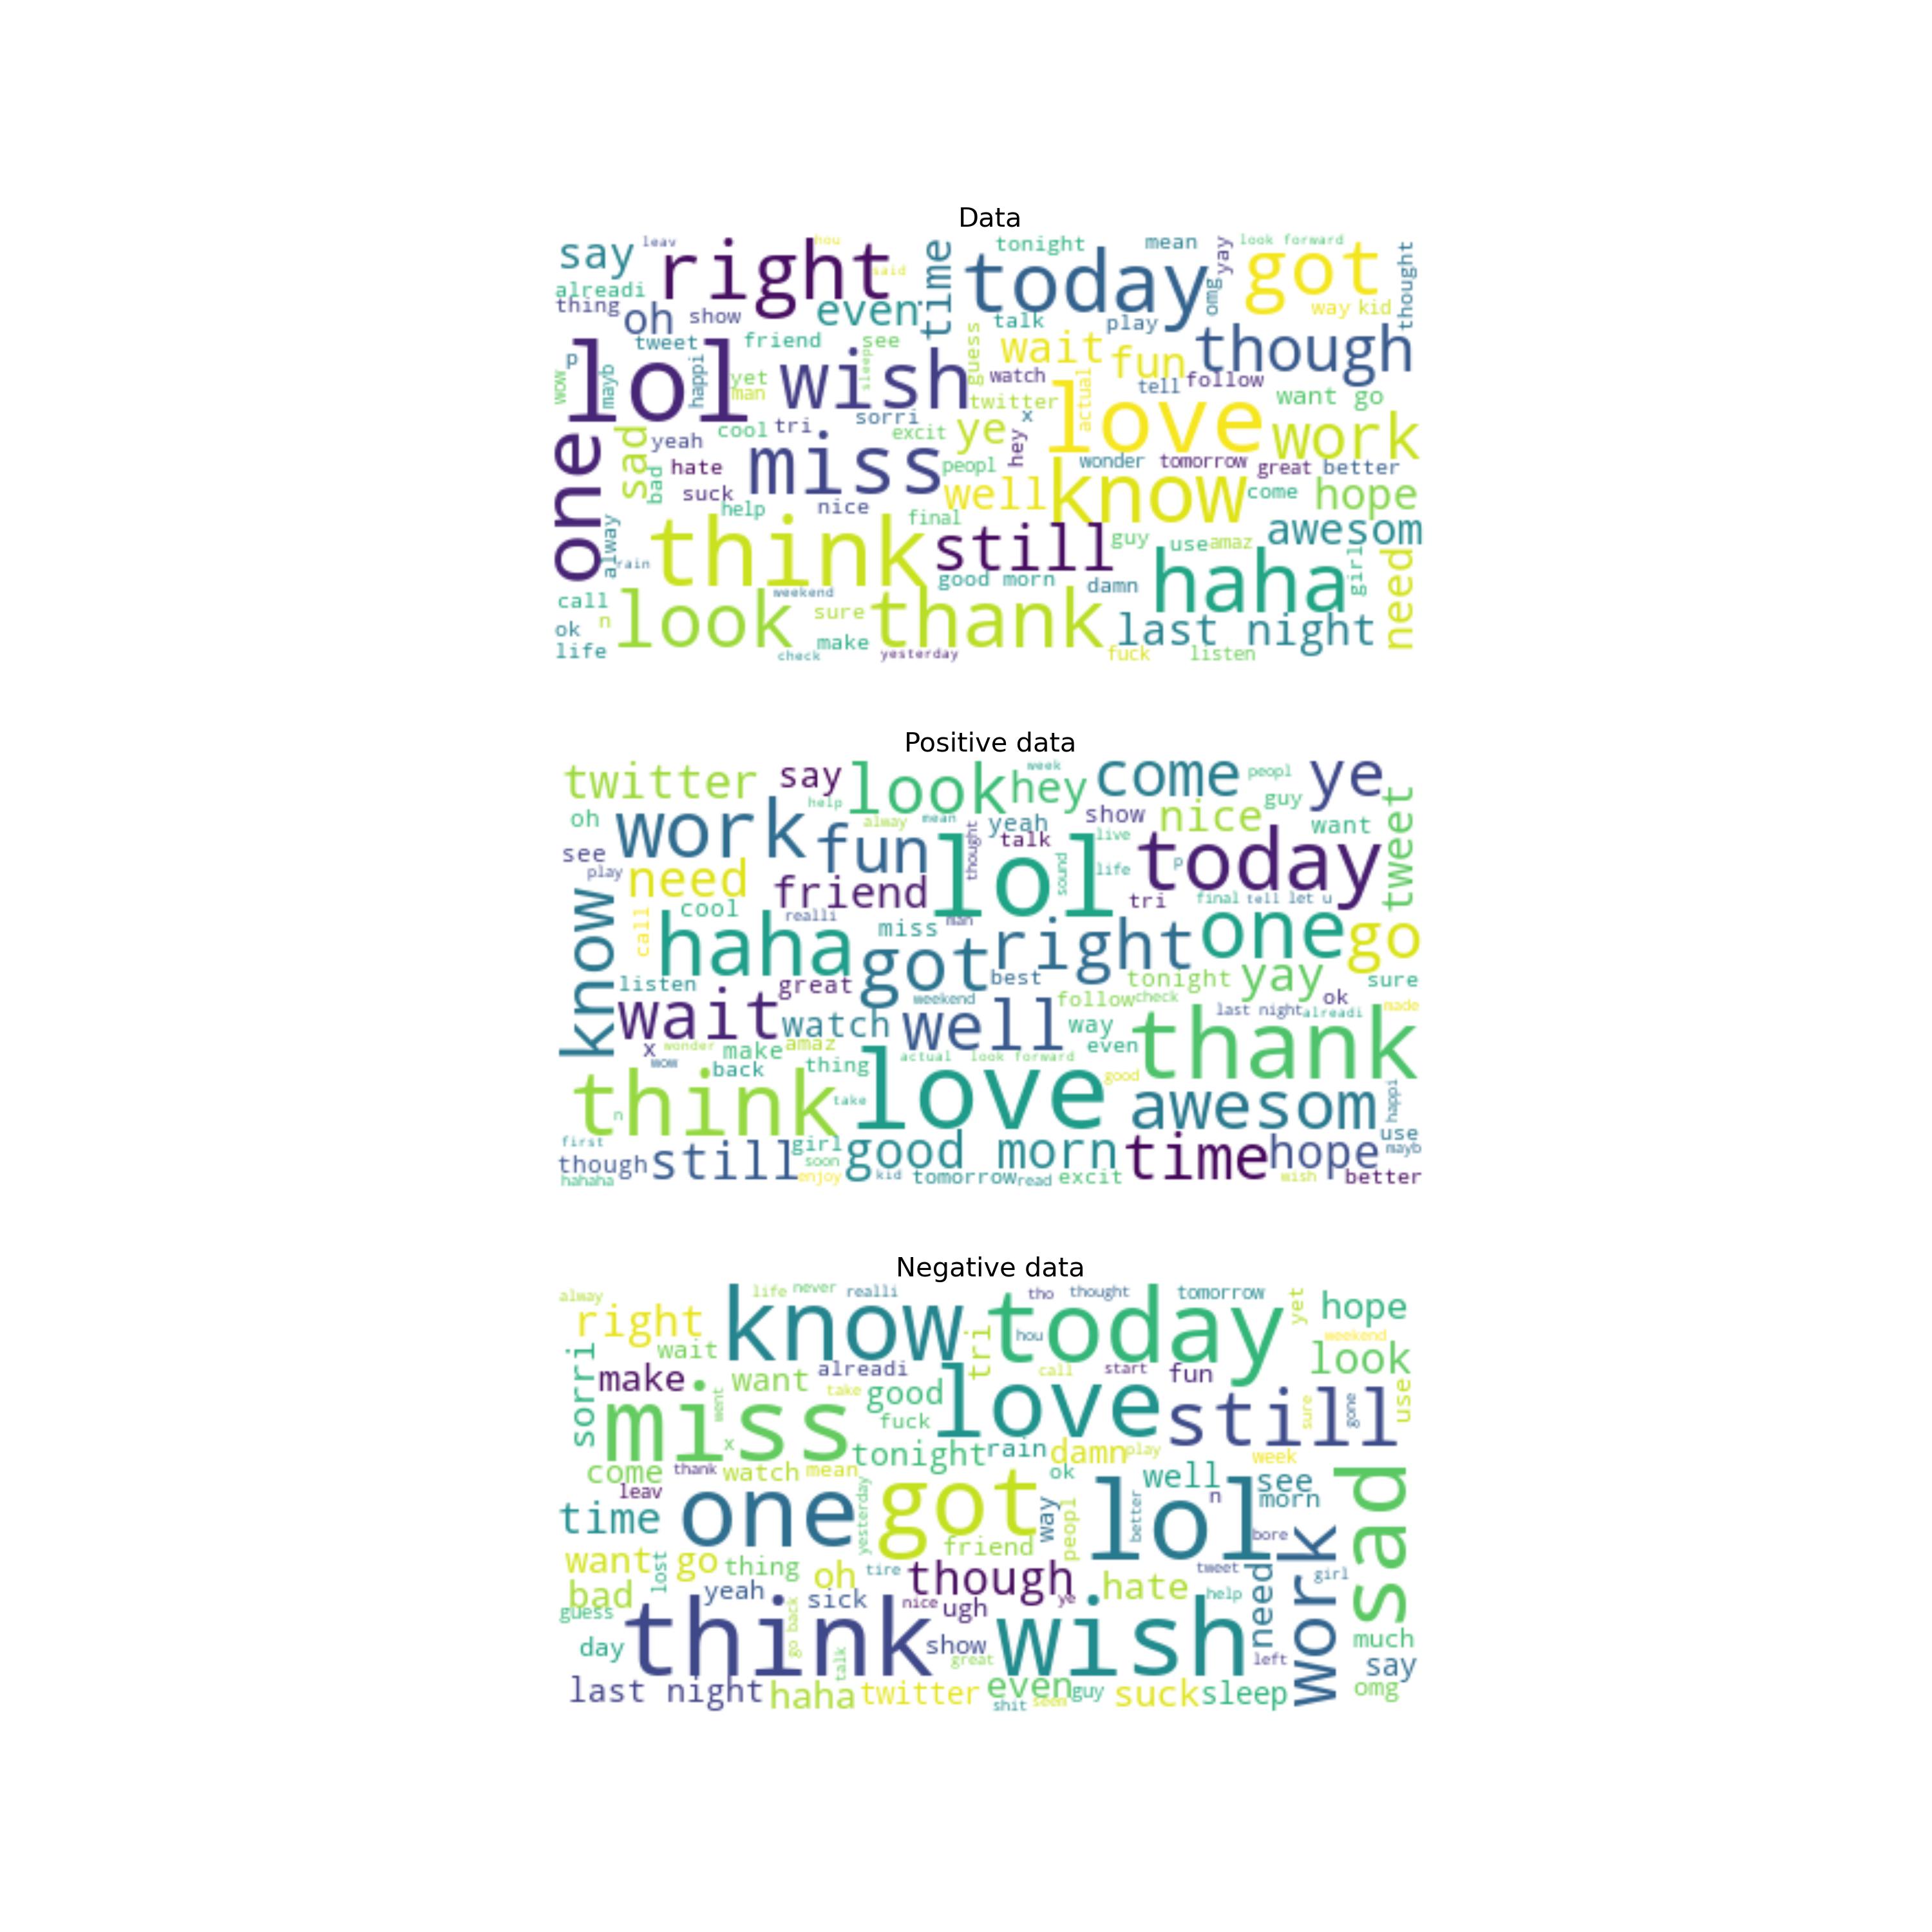 Data
say leav right hou said time tonight today mean yay omg look forward got thought
alreadi thing oh show even talk play way kid
tweet friend see guess wait fun though
p lol wow mayb happi yet man wish sleep watch actual tell follow
twitter love want go
one sad yeah cool tri sorri excit ye x hey work
bad hate miss peopl wonder tomorrow great better
suck help nice well know come hope
alway rain think final still guy use amaz awesom
good morn damn haha girl need
call n look weekend sure thank last night
ok life make check yesterday fuck listen
Positive data
twitter say look week hey come peopl ye
oh help work fun alway mean yeah show nice guy want tweet
see play need friend thought lol talk sound live life p today
know cool realli man tri final tell let u
call haha miss got right one go
listen great best tonight yay sure
wait watch weekend well follow check way last night ok alreadi made
x wonder make amaz even thank
wow back thing actual look forward good
think n take love awesom happi
first girl good morn time hope use mayb
though still soon
hahaha enjoy kid tomorrow read excit wish better
Negative data
alway life never realli tho thought tomorrow yet hope
right know tri hou today weekend
sorri wait alreadi call start fun look
make want take good love still sure gone use
miss went x fuck tonight rain damn play week
come thank watch mean ok well see sad
leav morn
time one yesterday got way peopl better lol n bore
want lost go thing friend tire though hate tweet need work girl
bad yeah oh sick nice ugh ye help
guess think go back wish
day talk show great left much
last night haha twitter even guy suck sleep say
shit seem omg